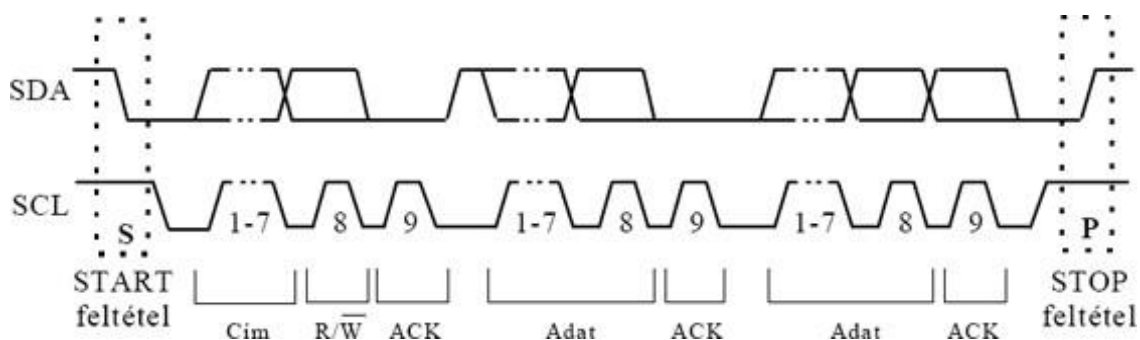 SDA
SCL
S 1-7 8 9 1-7 8 9 1-7 8 9 P
START
feltétel
STOP
feltétel
Cim R/W̅ ACK Adat ACK Adat ACK